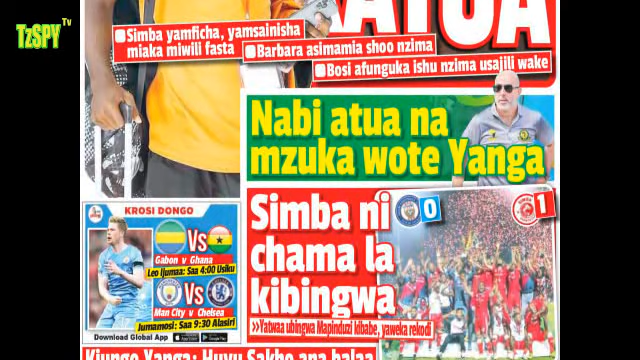 TzSPY Tv
ATUA
Simba yamficha, yamsainisha
miaka miwili fasta
Barbara asimamia shoo nzima
Bosi afunguka ishu nzima usajili wake
Nabi atua na
mzuka wote Yanga
KROSI DONGO
Vs
Gabon v Ghana
Leo Ijumaa: Saa 4:00 Usiku
Vs
Man City v Chelsea
Jumamosi: Saa 9:30 Alasiri
Download Global App
Simba ni
chama la
kibingwa
0
1
»Yatwaa ubingwa Mapinduzi kibabe, yaweka rekodi
Kiungo Yanga: Huyu Sakho ana balaa